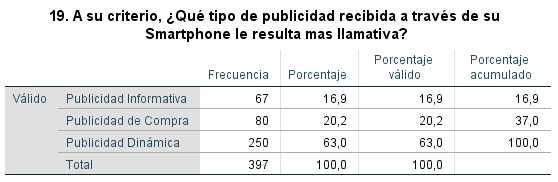 19. A su criterio, ¿Qué tipo de publicidad recibida a través de su
Smartphone le resulta mas llamativa?
Frecuencia Porcentaje Porcentaje válido Porcentaje acumulado
Válido Publicidad Informativa 67 16,9 16,9 16,9
Publicidad de Compra 80 20,2 20,2 37,0
Publicidad Dinámica 250 63,0 63,0 100,0
Total 397 100,0 100,0